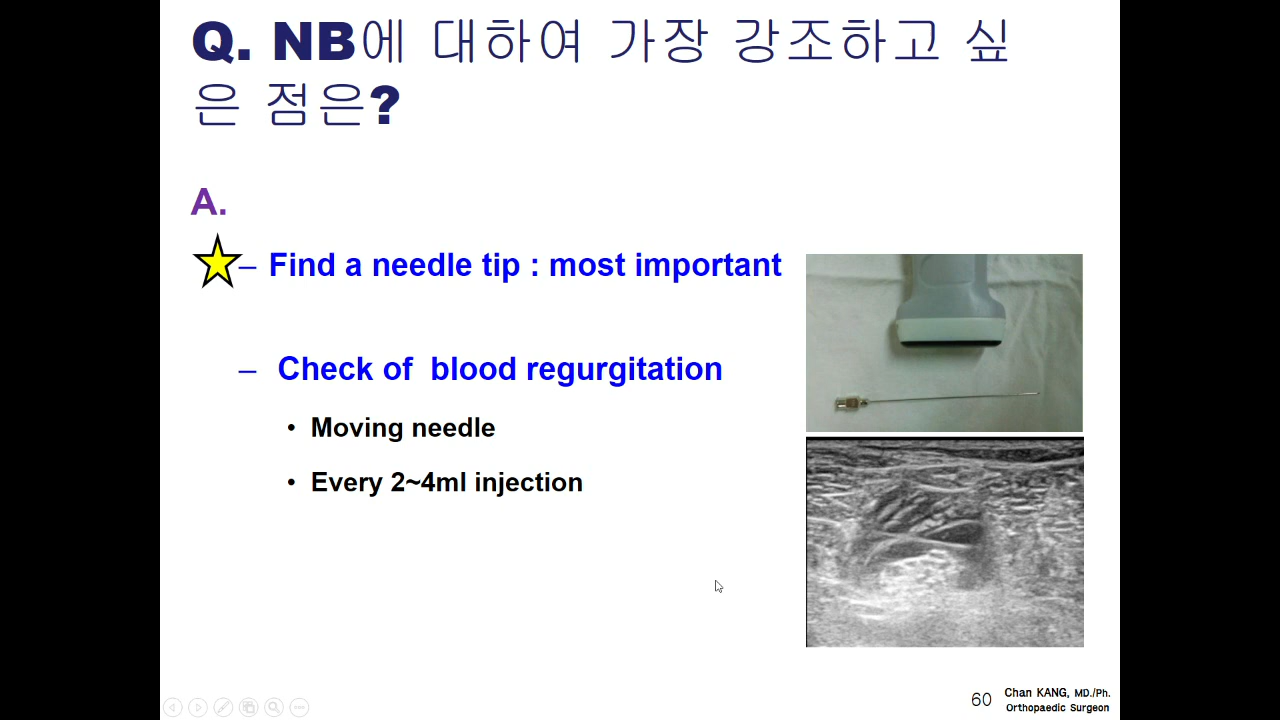 Q. NB에 대하여 가장 강조하고 싶
은 점은?
A.
– Find a needle tip : most important
– Check of blood regurgitation
• Moving needle
• Every 2~4ml injection
60
Chan KANG, MD./Ph.
Orthopaedic Surgeon